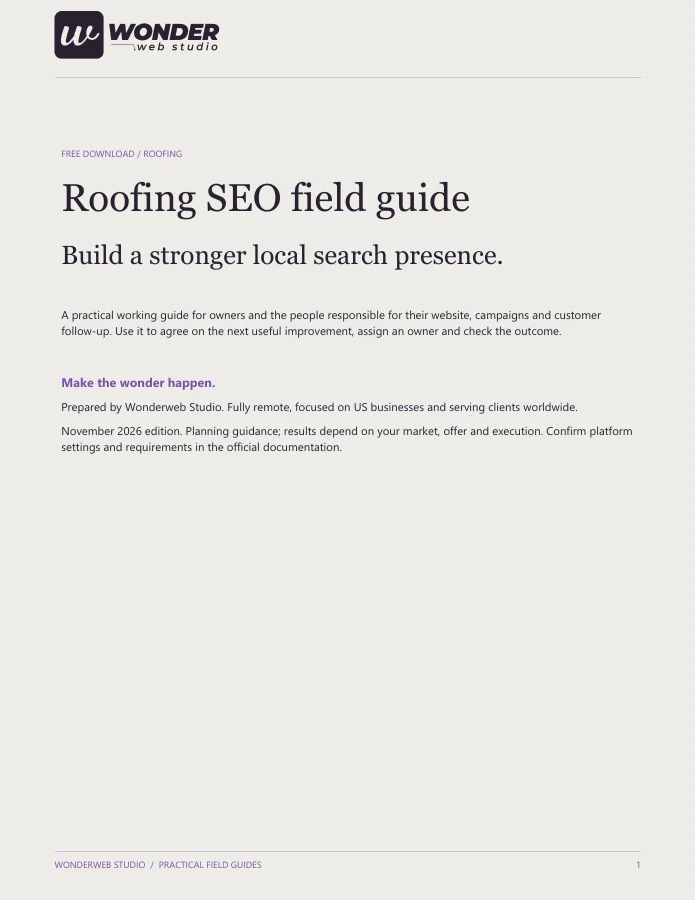 w WONDER
web studio
FREE DOWNLOAD / ROOFING
Roofing SEO field guide
Build a stronger local search presence.
A practical working guide for owners and the people responsible for their website, campaigns and customer
follow-up. Use it to agree on the next useful improvement, assign an owner and check the outcome.
Make the wonder happen.
Prepared by Wonderweb Studio. Fully remote, focused on US businesses and serving clients worldwide.
November 2026 edition. Planning guidance; results depend on your market, offer and execution. Confirm platform
settings and requirements in the official documentation.
WONDERWEB STUDIO / PRACTICAL FIELD GUIDES 1